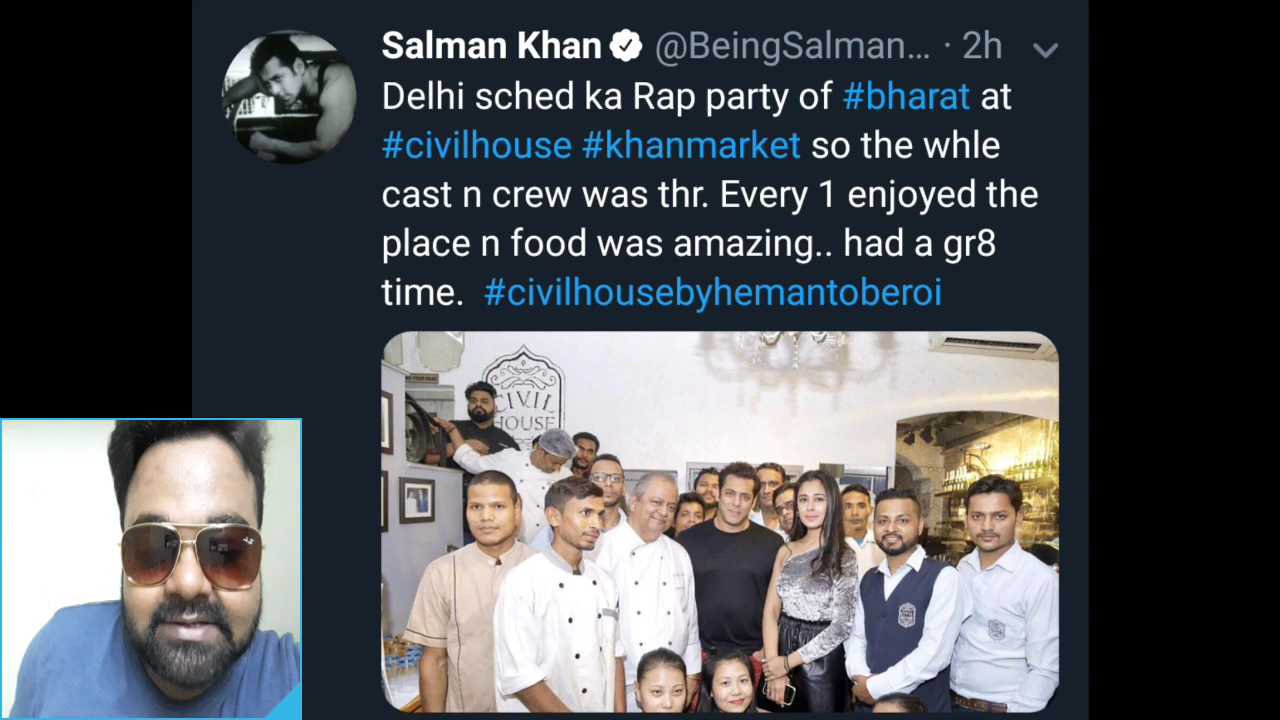 Salman Khan @BeingSalman... · 2h
Delhi sched ka Rap party of #bharat at
#civilhouse #khanmarket so the whle
cast n crew was thr. Every 1 enjoyed the
place n food was amazing.. had a gr8
time. #civilhousebyhemantoberoi
CIVIL
HOUSE